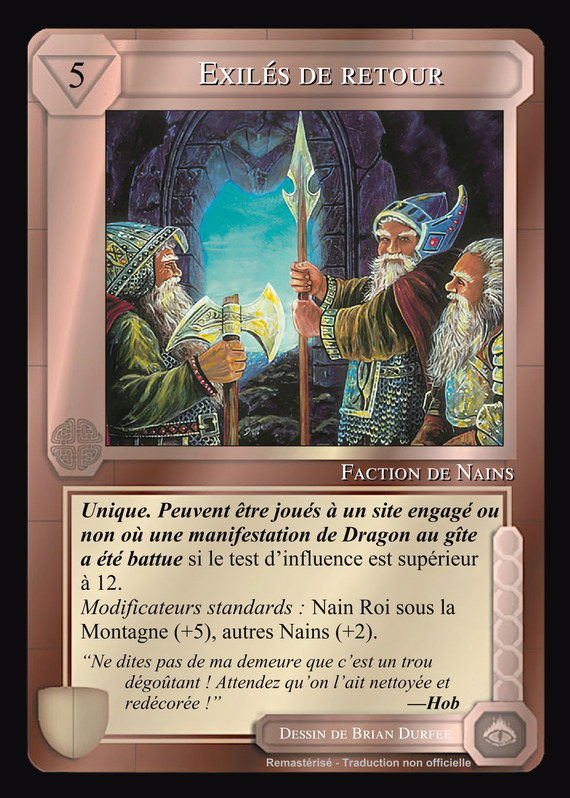 5
Exilés de retour
Faction de Nains
Unique. Peuvent être joués à un site engagé ou
non où une manifestation de Dragon au gîte
a été battue si le test d’influence est supérieur
à 12.
Modificateurs standards : Nain Roi sous la
Montagne (+5), autres Nains (+2).
“Ne dites pas de ma demeure que c’est un trou
dégoûtant ! Attendez qu’on l’ait nettoyée et
redécorée !” —Hob
Dessin de Brian Durfee
Remastérisé - Traduction non officielle